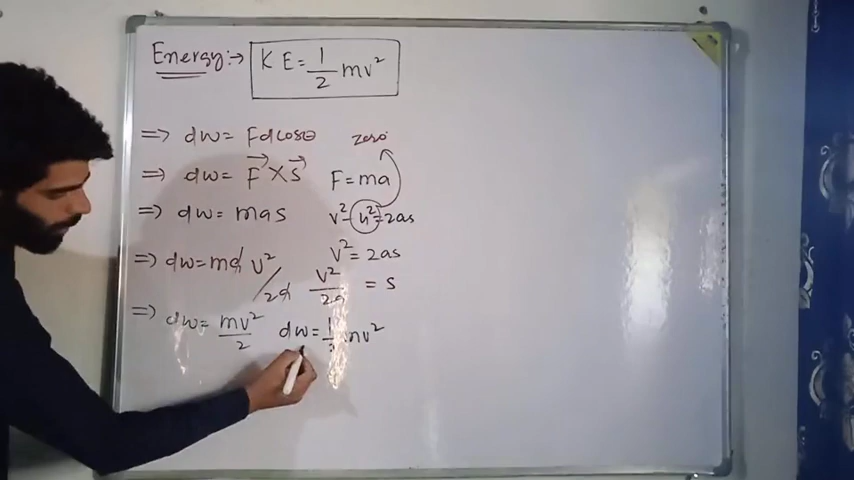 Energy:→ KE = 1/2 mv²
⇒ dw = Fdcosθ zero
⇒ dw = F⃗ × S⃗ F = ma
⇒ dw = mas v² - u² = 2as
⇒ dw = ma v²/2a v² = 2as
v²/2a = s
⇒ dw = mv²/2 dw = 1/2 mv²